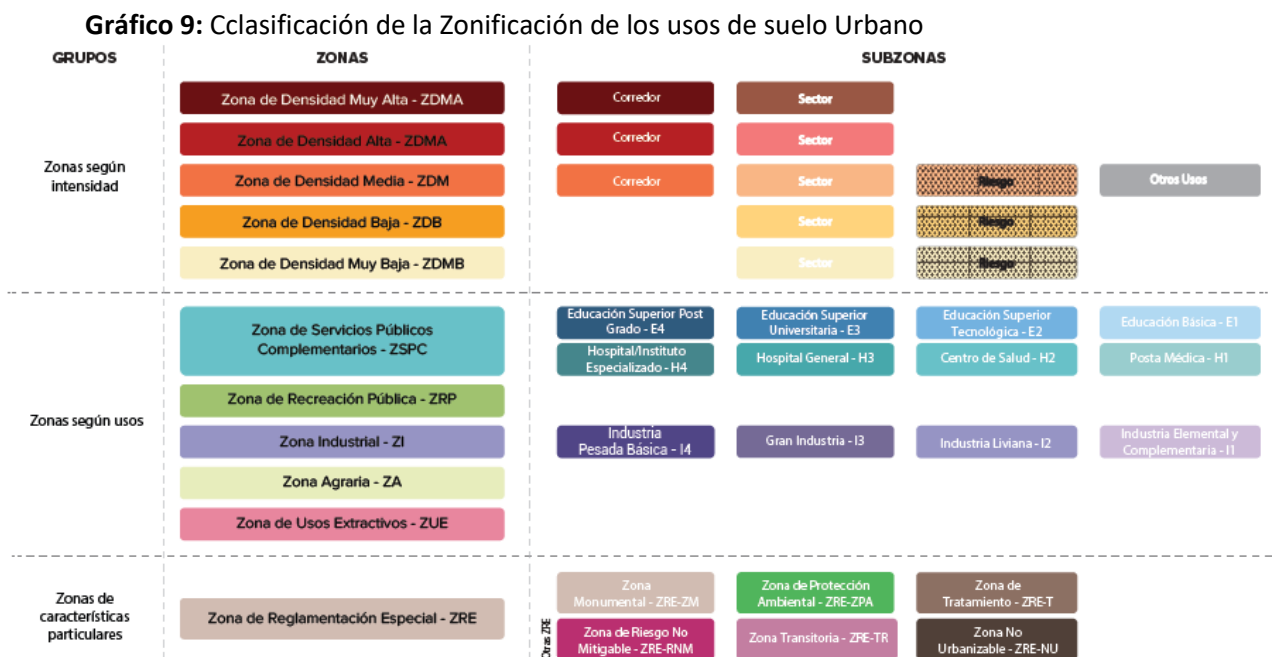 Gráfico 9: Cclasificación de la Zonificación de los usos de suelo Urbano
GRUPOS
ZONAS
SUBZONAS
Zonas según
intensidad
Zona de Densidad Muy Alta - ZDMA
Corredor
Sector
Zona de Densidad Alta - ZDMA
Corredor
Sector
Zona de Densidad Media - ZDM
Corredor
Sector
Riesgo
Otros Usos
Zona de Densidad Baja - ZDB
Sector
Riesgo
Zona de Densidad Muy Baja - ZDMB
Sector
Riesgo
Zonas según usos
Zona de Servicios Públicos
Complementarios - ZSPC
Educación Superior Post
Grado - E4
Educación Superior
Universitaria - E3
Educación Superior
Tecnológica - E2
Educación Básica - E1
Hospital/Instituto
Especializado - H4
Hospital General - H3
Centro de Salud - H2
Posta Médica - H1
Zona de Recreación Pública - ZRP
Zona Industrial - ZI
Industria
Pesada Básica - I4
Gran Industria - I3
Industria Liviana - I2
Industria Elemental y
Complementaria - I1
Zona Agraria - ZA
Zona de Usos Extractivos - ZUE
Zonas de
características
particulares
Zona de Reglamentación Especial - ZRE
Otras ZRE
Zona
Monumental - ZRE-ZM
Zona de Protección
Ambiental - ZRE-ZPA
Zona de
Tratamiento - ZRE-T
Zona de Riesgo No
Mitigable - ZRE-RNM
Zona Transitoria - ZRE-TR
Zona No
Urbanizable - ZRE-NU